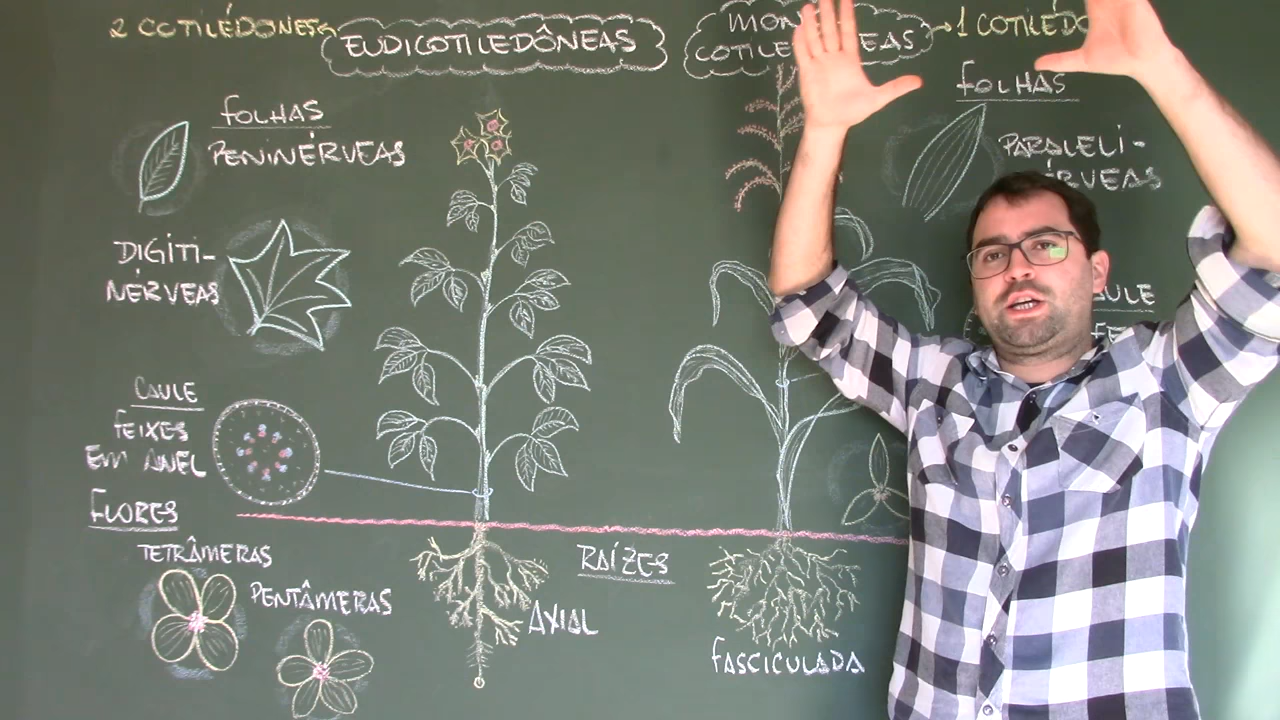 2 COTILÉDONES
EUDICOTILEDÔNEAS
FOLHAS
PENINÉRVEAS
DIGITI-
NÉRVEAS
CAULE
FEIXES
EM ANEL
FLORES
TETRÂMERAS
PENTÂMERAS
AXIAL
RAÍZES
FASCICULADA
1
FOLHAS
PARALELI-